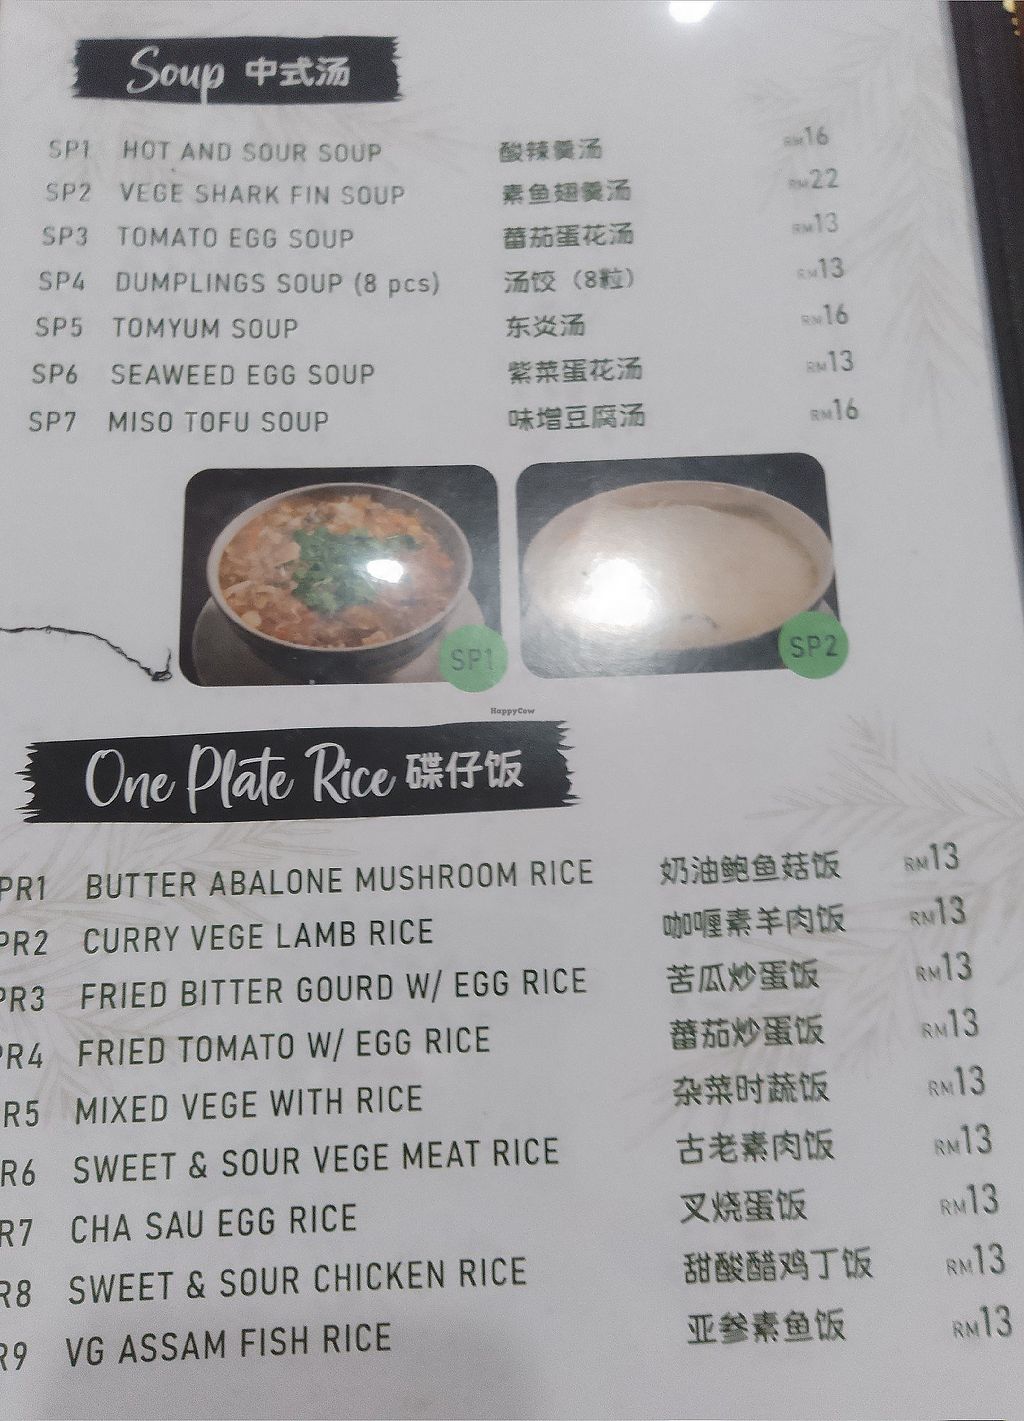 Soup 中式汤
SP1 HOT AND SOUR SOUP 酸辣羹汤 RM16
SP2 VEGE SHARK FIN SOUP 素鱼翅羹汤 RM22
SP3 TOMATO EGG SOUP 蕃茄蛋花汤 RM13
SP4 DUMPLINGS SOUP (8 pcs) 汤饺（8粒） RM13
SP5 TOMYUM SOUP 东炎汤 RM16
SP6 SEAWEED EGG SOUP 紫菜蛋花汤 RM13
SP7 MISO TOFU SOUP 味增豆腐汤 RM16
SP1 SP2
HappyCow
One Plate Rice 碟仔饭
PR1 BUTTER ABALONE MUSHROOM RICE 奶油鲍鱼菇饭 RM13
PR2 CURRY VEGE LAMB RICE 咖喱素羊肉饭 RM13
PR3 FRIED BITTER GOURD W/ EGG RICE 苦瓜炒蛋饭 RM13
PR4 FRIED TOMATO W/ EGG RICE 蕃茄炒蛋饭 RM13
R5 MIXED VEGE WITH RICE 杂菜时蔬饭 RM13
R6 SWEET & SOUR VEGE MEAT RICE 古老素肉饭 RM13
R7 CHA SAU EGG RICE 叉烧蛋饭 RM13
R8 SWEET & SOUR CHICKEN RICE 甜酸醋鸡丁饭 RM13
R9 VG ASSAM FISH RICE 亚参素鱼饭 RM13